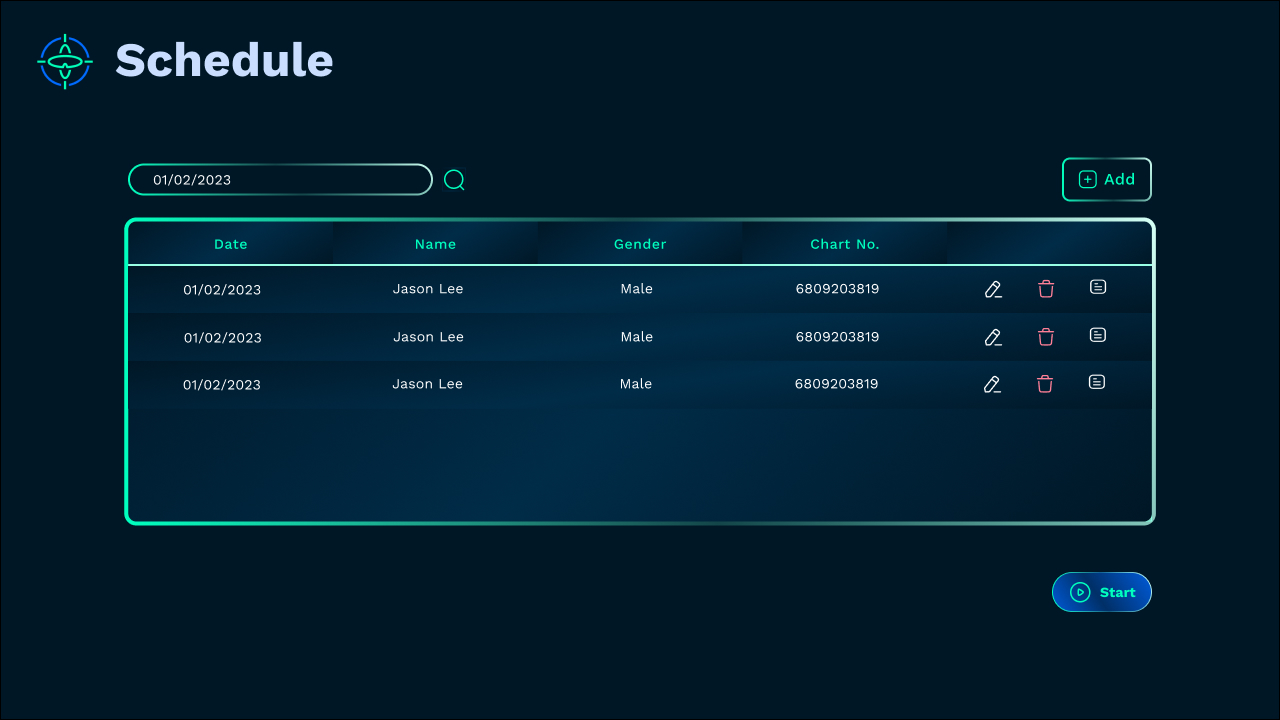 Schedule
01/02/2023
Add
Date Name Gender Chart No.
01/02/2023 Jason Lee Male 6809203819
01/02/2023 Jason Lee Male 6809203819
01/02/2023 Jason Lee Male 6809203819
Start